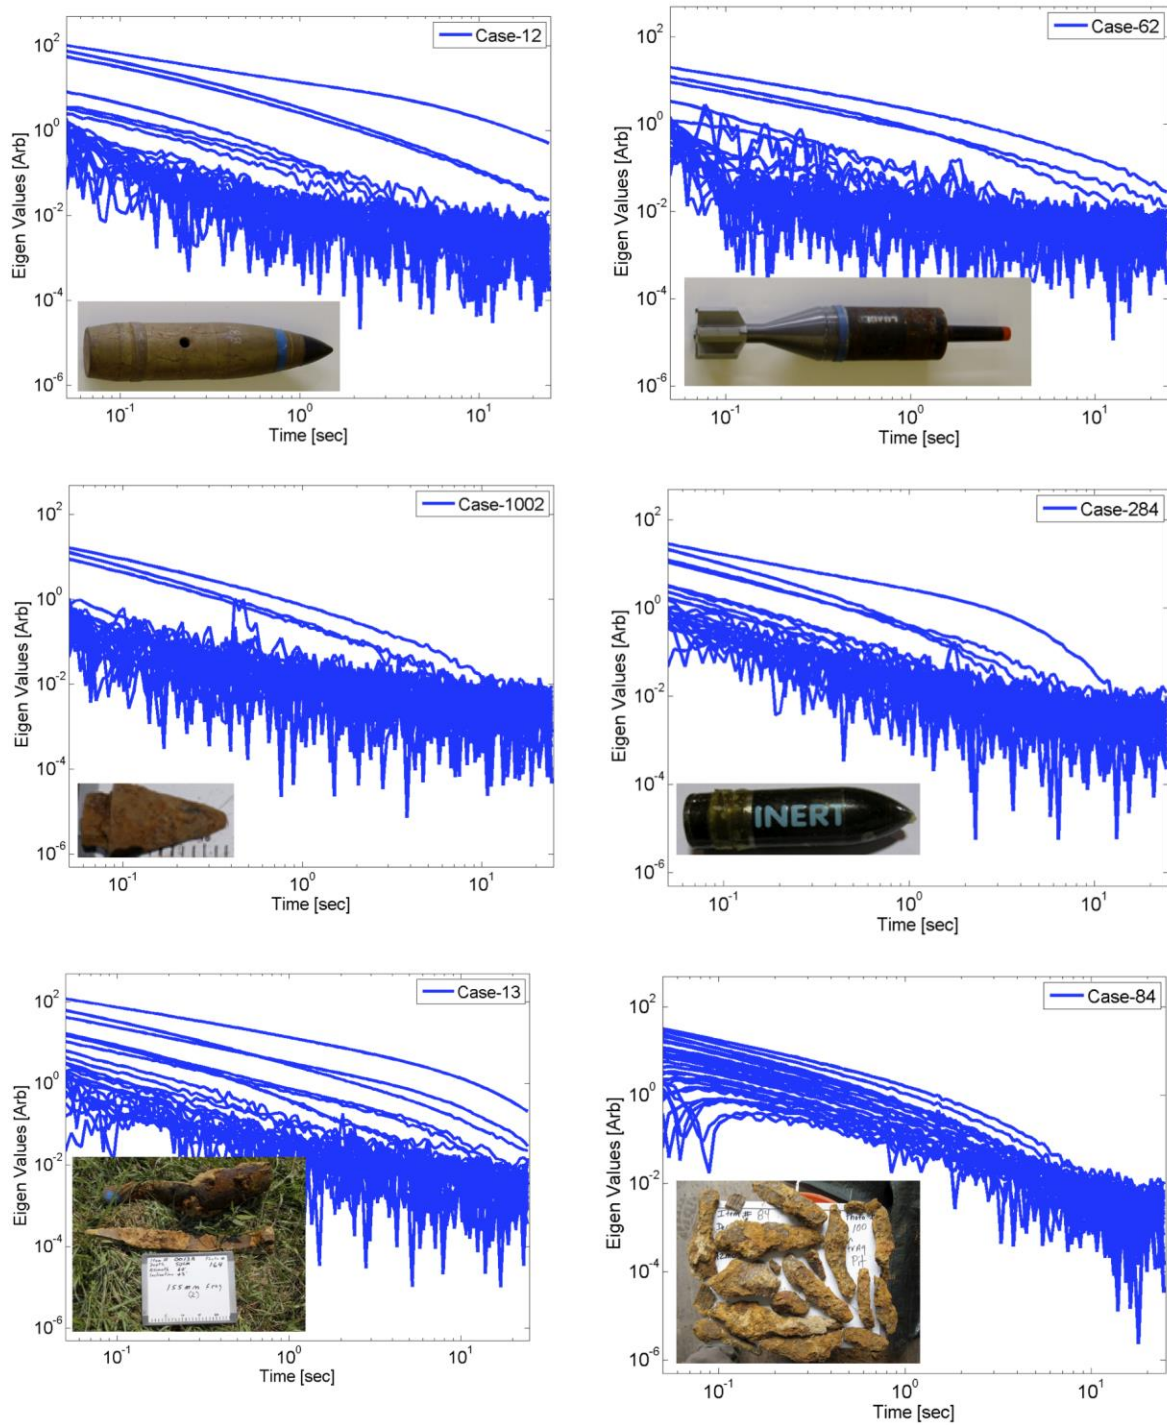 Case-12
10^2
10^0
10^-2
10^-4
10^-6
Eigen Values [Arb]
10^-1 10^0 10^1
Time [sec]
Case-62
10^2
10^0
10^-2
10^-4
10^-6
Eigen Values [Arb]
10^-1 10^0 10^1
Time [sec]
Case-1002
10^2
10^0
10^-2
10^-4
10^-6
Eigen Values [Arb]
10^-1 10^0 10^1
Time [sec]
Case-284
10^2
10^0
10^-2
10^-4
10^-6
Eigen Values [Arb]
INERT
10^-1 10^0 10^1
Time [sec]
Case-13
10^2
10^0
10^-2
10^-4
10^-6
Eigen Values [Arb]
155mm frag
(2)
10^-1 10^0 10^1
Time [sec]
Case-84
10^2
10^0
10^-2
10^-4
10^-6
Eigen Values [Arb]
Item # 84
Pit
10^-1 10^0 10^1
Time [sec]